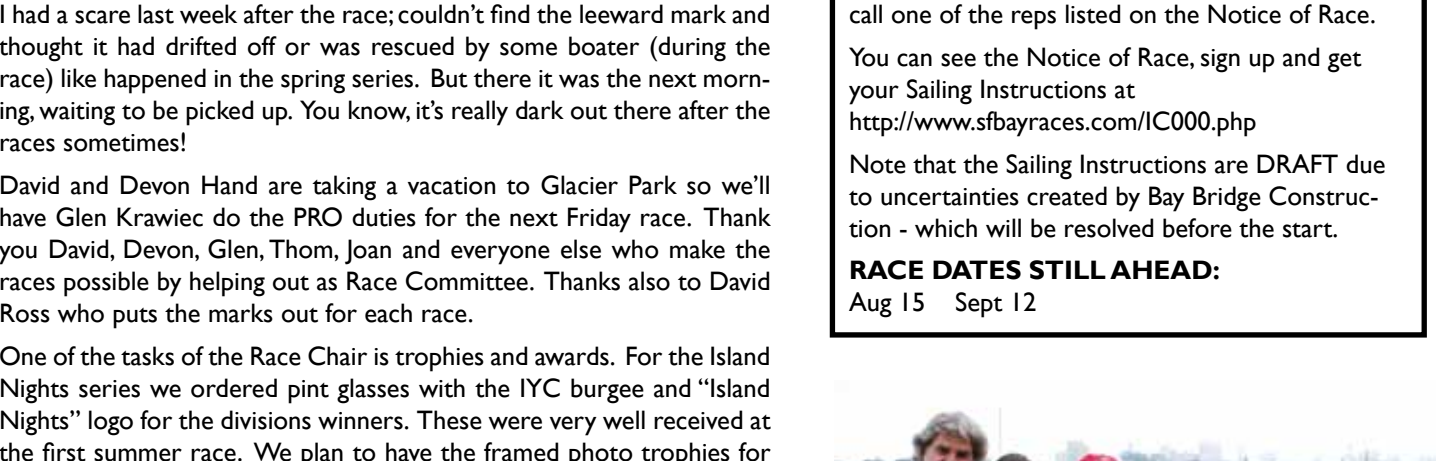 I had a scare last week after the race; couldn’t find the leeward mark and
thought it had drifted off or was rescued by some boater (during the
race) like happened in the spring series. But there it was the next morn-
ing, waiting to be picked up. You know, it’s really dark out there after the
races sometimes!
David and Devon Hand are taking a vacation to Glacier Park so we’ll
have Glen Krawiec do the PRO duties for the next Friday race. Thank
you David, Devon, Glen, Thom, Joan and everyone else who make the
races possible by helping out as Race Committee. Thanks also to David
Ross who puts the marks out for each race.
One of the tasks of the Race Chair is trophies and awards. For the Island
Nights series we ordered pint glasses with the IYC burgee and “Island
Nights” logo for the divisions winners. These were very well received at
the first summer race. We plan to have the framed photo trophies for
call one of the reps listed on the Notice of Race.
You can see the Notice of Race, sign up and get
your Sailing Instructions at
http://www.sfbayraces.com/IC000.php
Note that the Sailing Instructions are DRAFT due
to uncertainties created by Bay Bridge Construc-
tion - which will be resolved before the start.
RACE DATES STILL AHEAD:
Aug 15 Sept 12